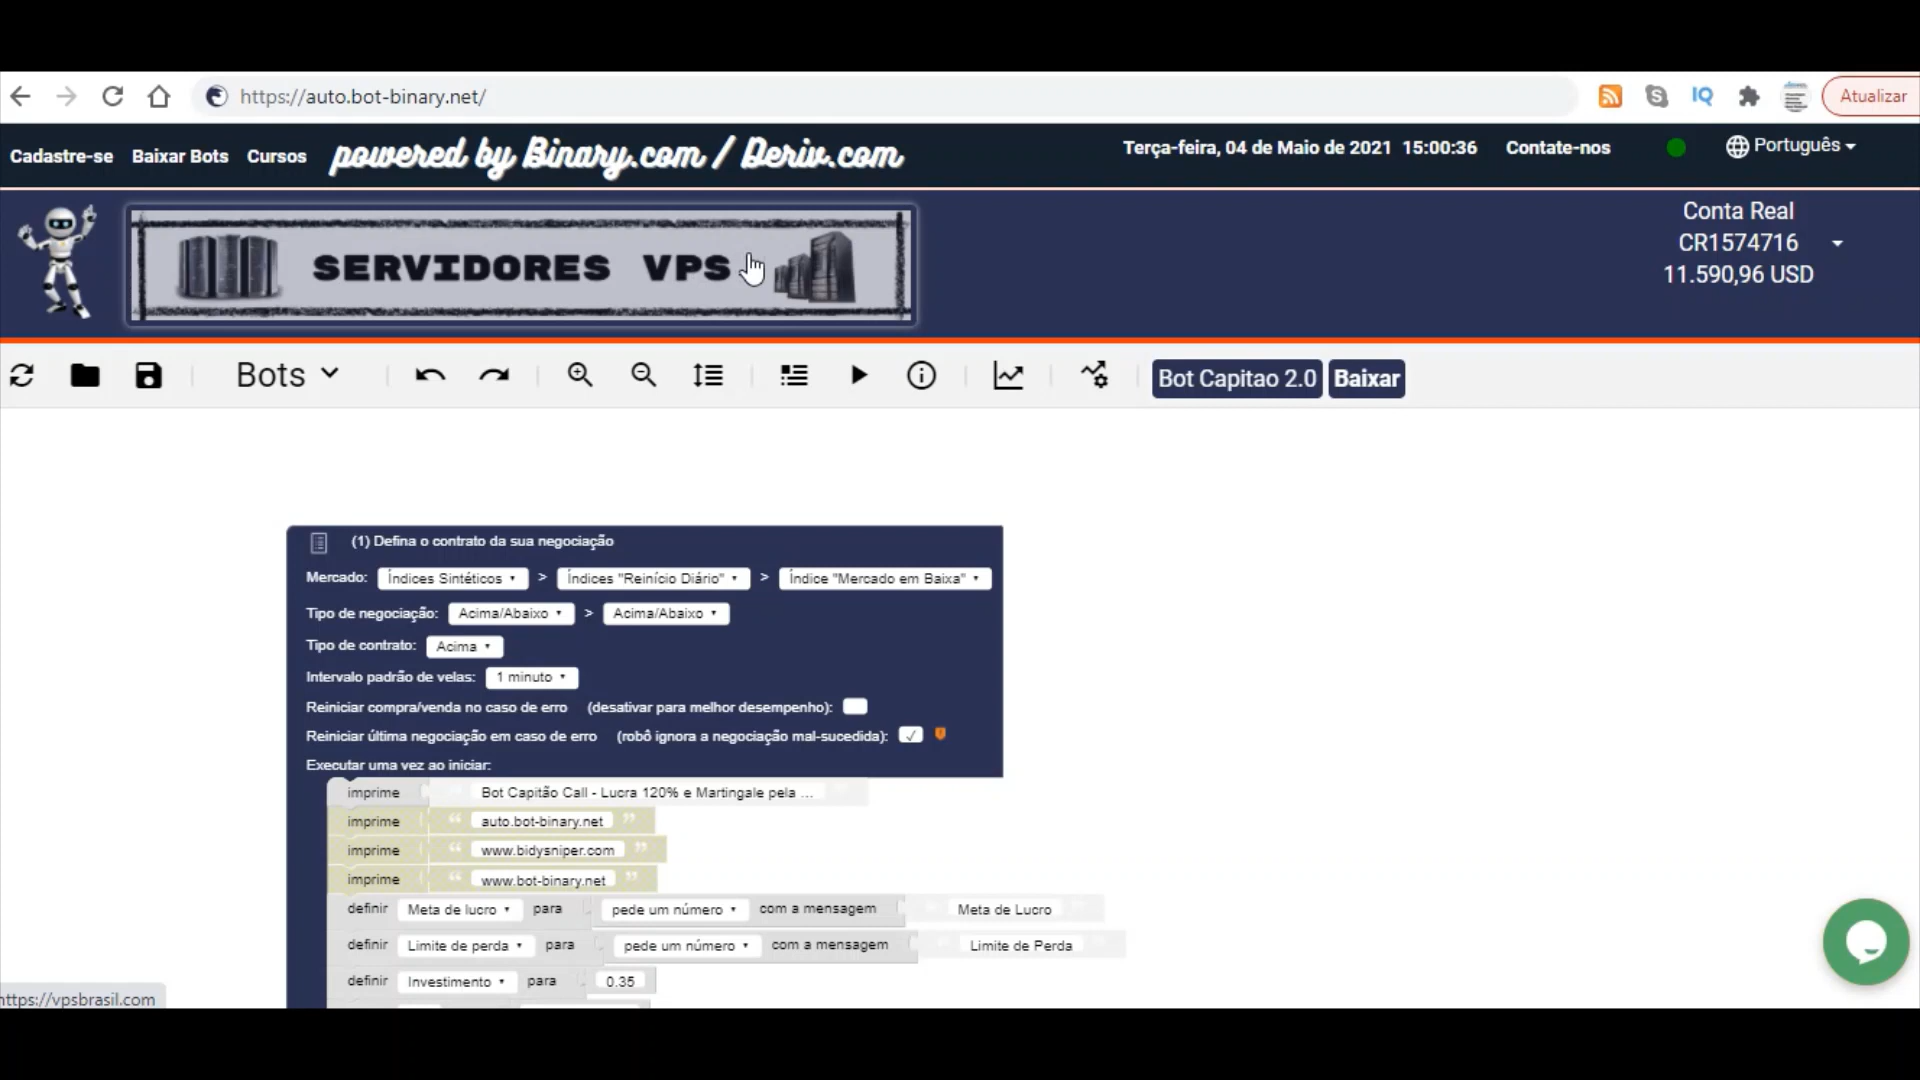 https://auto.bot-binary.net/
IQ
Atualizar
Cadastre-se Baixar Bots Cursos powered by Binary.com / Deriv.com Terça-feira, 04 de Maio de 2021 15:00:36 Contate-nos Português
SERVIDORES VPS
Conta Real
CR1574716
11.590,96 USD
Bots Bot Capitao 2.0 Baixar
(1) Defina o contrato da sua negociação
Mercado: Índices Sintéticos > Índices "Reinício Diário" > Índice "Mercado em Baixa"
Tipo de negociação: Acima/Abaixo > Acima/Abaixo
Tipo de contrato: Acima
Intervalo padrão de velas: 1 minuto
Reiniciar compra/venda no caso de erro (desativar para melhor desempenho):
Reiniciar última negociação em caso de erro (robô ignora a negociação mal-sucedida): ✓
Executar uma vez ao iniciar:
imprime Bot Capitão Call - Lucra 120% e Martingale pela ...
imprime “ auto.bot-binary.net ”
imprime “ www.bidysniper.com ”
imprime “ www.bot-binary.net ”
definir Meta de lucro para pede um número com a mensagem Meta de Lucro
definir Limite de perda para pede um número com a mensagem Limite de Perda
definir Investimento para 0.35
https://vpsbrasil.com